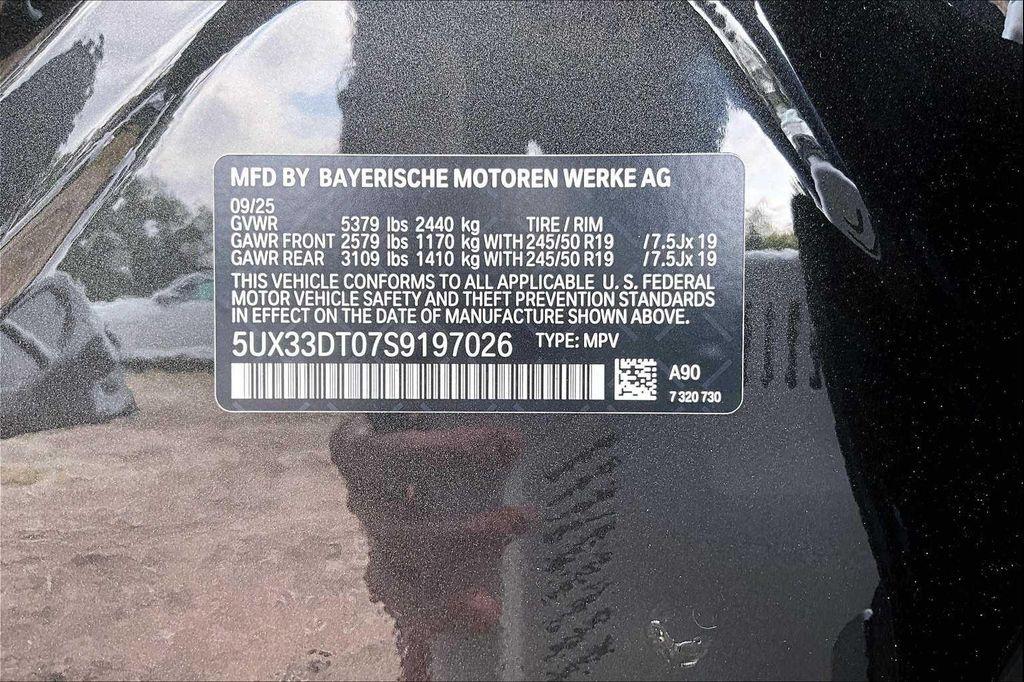 MFD BY BAYERISCHE MOTOREN WERKE AG
09/25
GVWR 5379 lbs 2440 kg TIRE / RIM
GAWR FRONT 2579 lbs 1170 kg WITH 245/50 R19 /7.5Jx 19
GAWR REAR 3109 lbs 1410 kg WITH 245/50 R19 /7.5Jx 19
THIS VEHICLE CONFORMS TO ALL APPLICABLE U. S. FEDERAL
MOTOR VEHICLE SAFETY AND THEFT PREVENTION STANDARDS
IN EFFECT ON THE DATE OF MANUFACTURE SHOWN ABOVE.
5UX33DT07S9197026 TYPE: MPV
A90
7 320 730